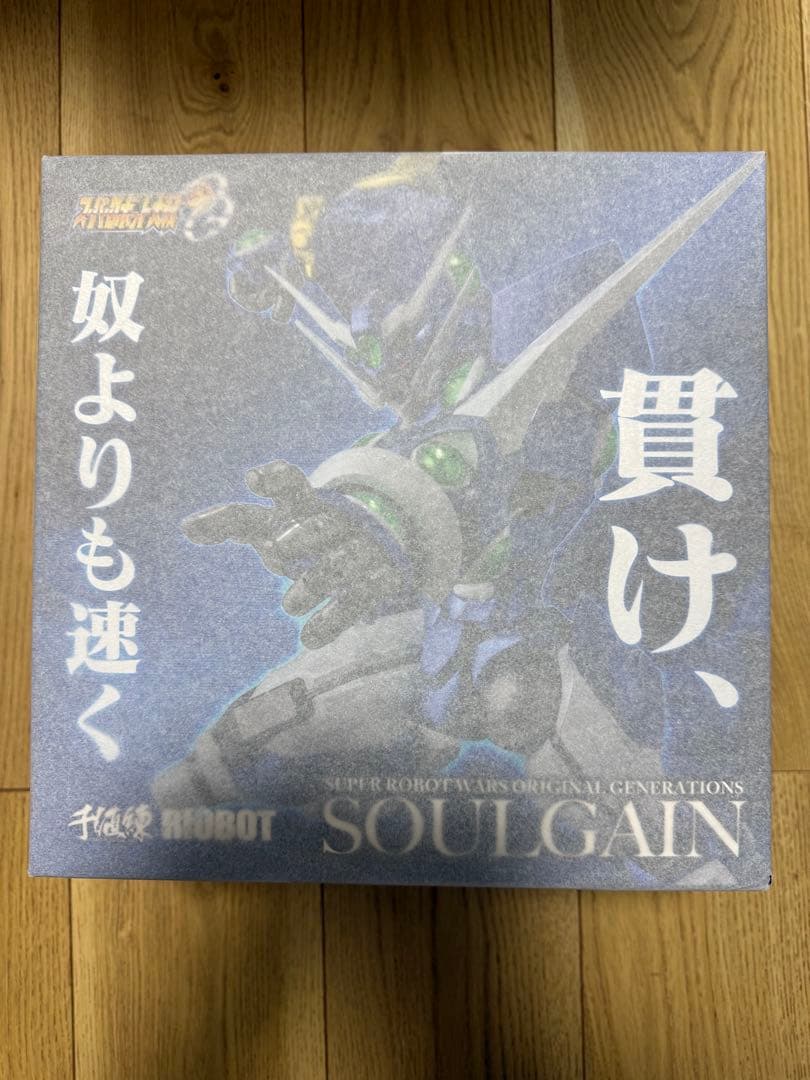 貫け、
奴よりも速く
千値練
RIOBOT
SUPER ROBOT WARS ORIGINAL GENERATIONS
SOULGAIN